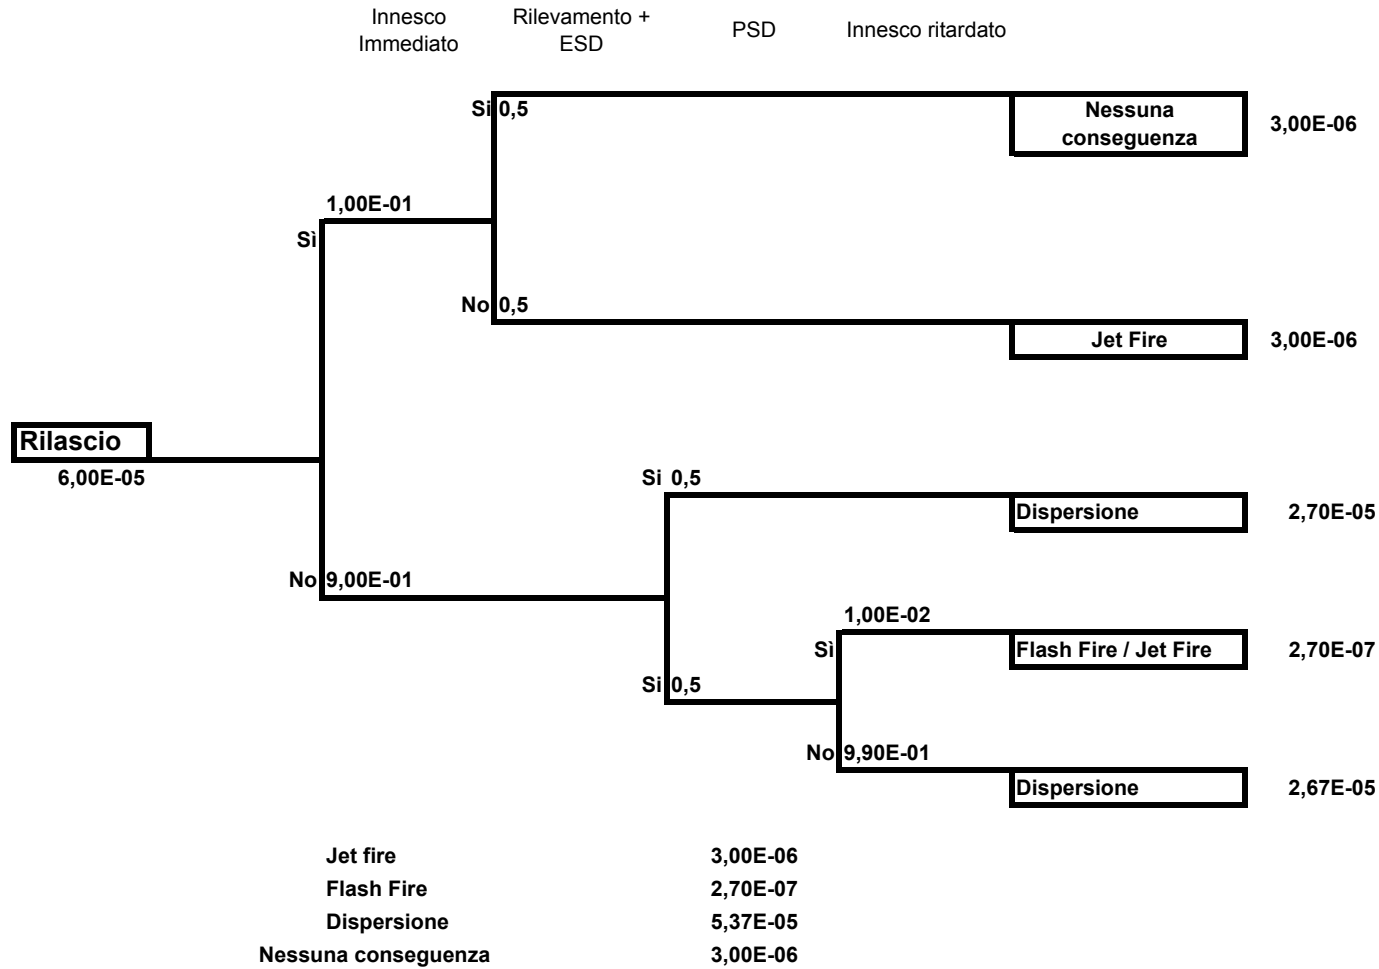 Innesco
Immediato
Rilevamento +
ESD
PSD
Innesco ritardato
Si 0,5
Nessuna
conseguenza
3,00E-06
1,00E-01
Sì
No 0,5
Jet Fire
3,00E-06
Rilascio
6,00E-05
Si 0,5
Dispersione
2,70E-05
No 9,00E-01
1,00E-02
Sì
Flash Fire / Jet Fire
2,70E-07
Si 0,5
No 9,90E-01
Dispersione
2,67E-05
Jet fire 3,00E-06
Flash Fire 2,70E-07
Dispersione 5,37E-05
Nessuna conseguenza 3,00E-06